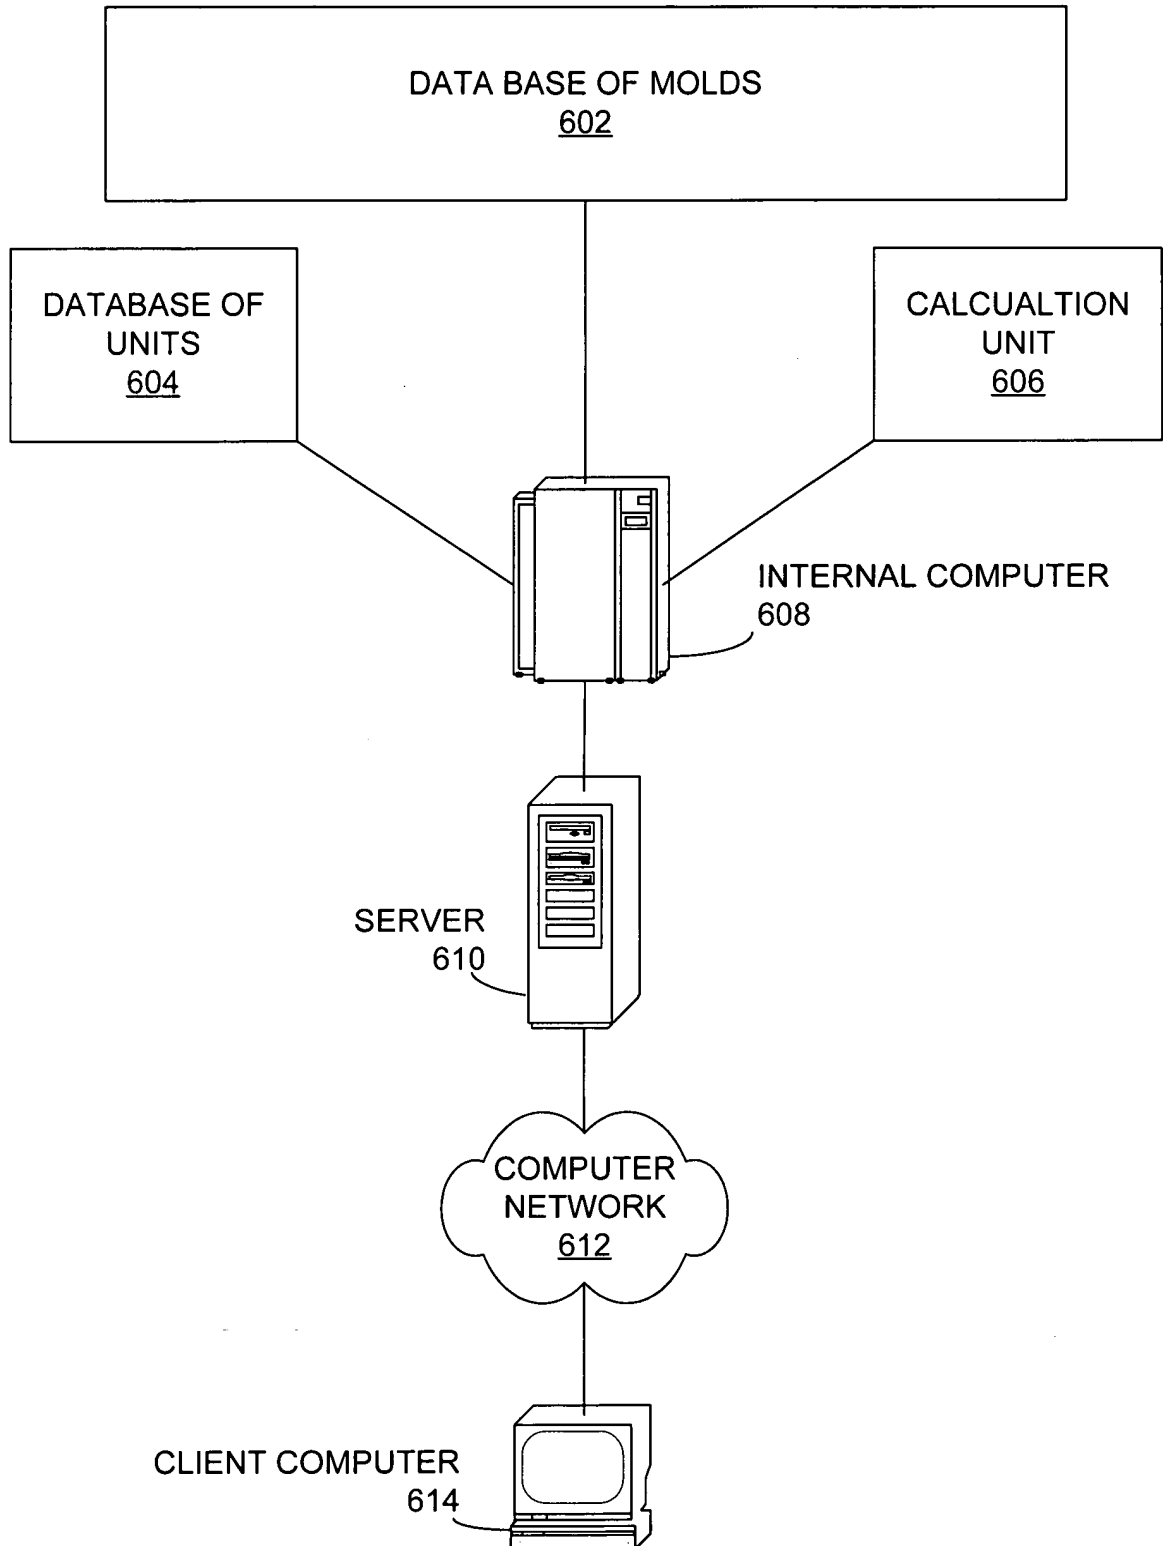 DATA BASE OF MOLDS
602
DATABASE OF
UNITS
604
CALCUALTION
UNIT
606
INTERNAL COMPUTER
608
SERVER
610
COMPUTER
NETWORK
612
CLIENT COMPUTER
614